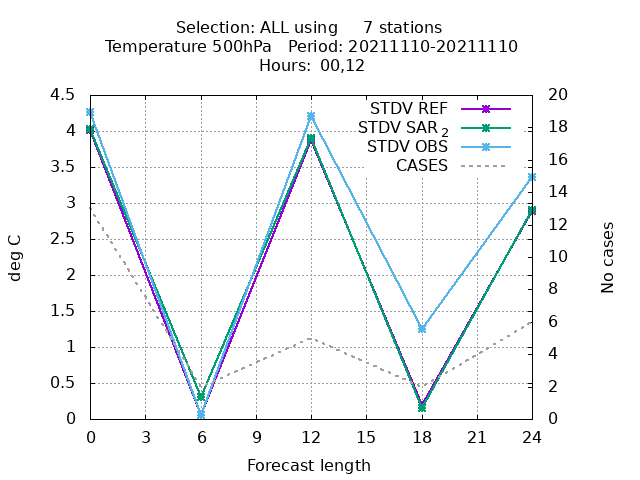 Selection: ALL using     7 stations
Temperature 500hPa   Period: 20211110-20211110
Hours: 00,12
STDV REF
STDV SAR 2
STDV OBS
CASES
4.5
4
3.5
3
2.5
2
1.5
1
0.5
0
deg C
20
18
16
14
12
10
8
6
4
2
0
No cases
0 3 6 9 12 15 18 21 24
Forecast length